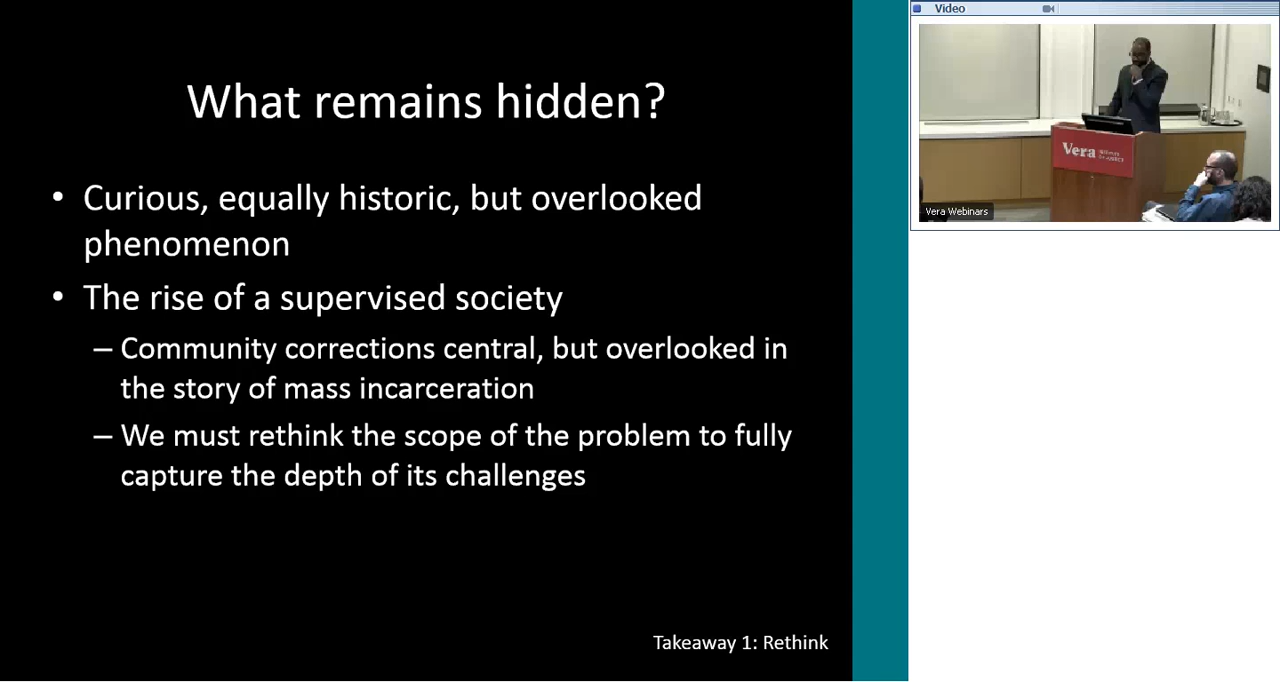 What remains hidden?
• Curious, equally historic, but overlooked
phenomenon
• The rise of a supervised society
– Community corrections central, but overlooked in
the story of mass incarceration
– We must rethink the scope of the problem to fully
capture the depth of its challenges
Takeaway 1: Rethink
Video
Vera
Vera Webinars